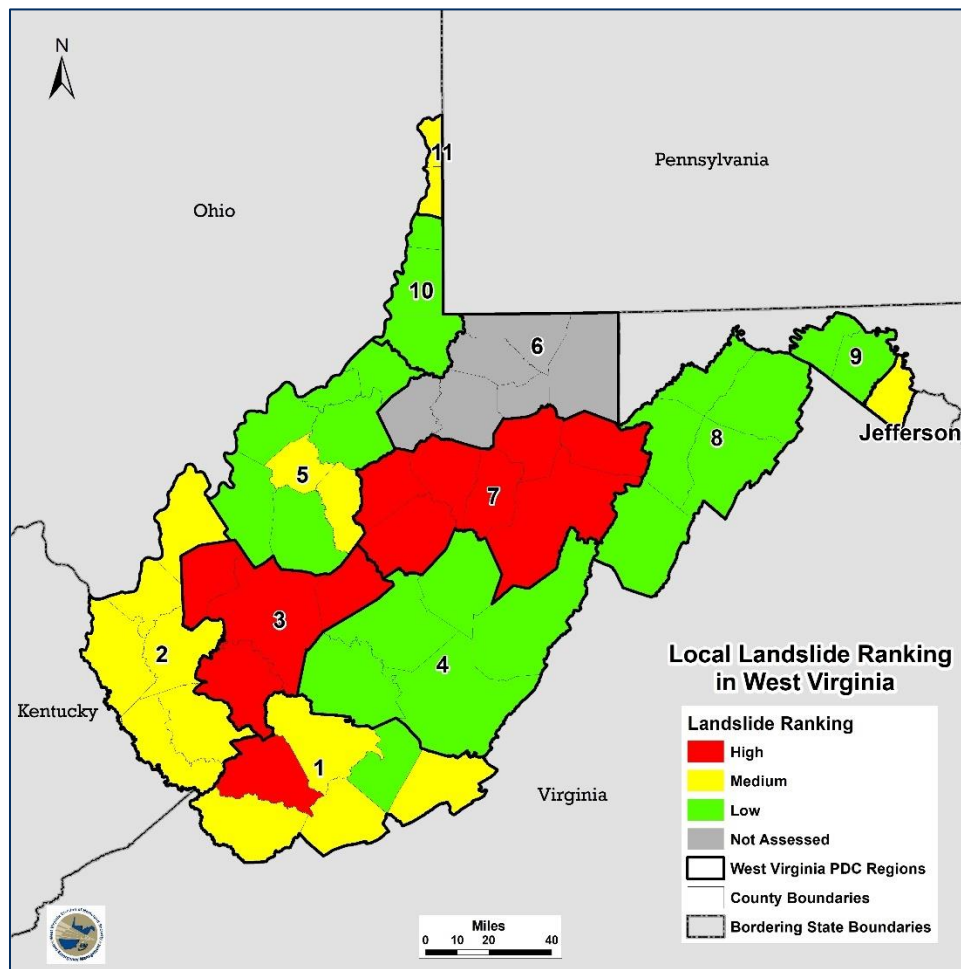 N
Pennsylvania
11
Ohio
10
6
9
8
Jefferson
5
7
3
2
4
Kentucky
1
Virginia
Local Landslide Ranking
in West Virginia
Landslide Ranking
High
Medium
Low
Not Assessed
West Virginia PDC Regions
County Boundaries
Bordering State Boundaries
Miles
0 10 20 40